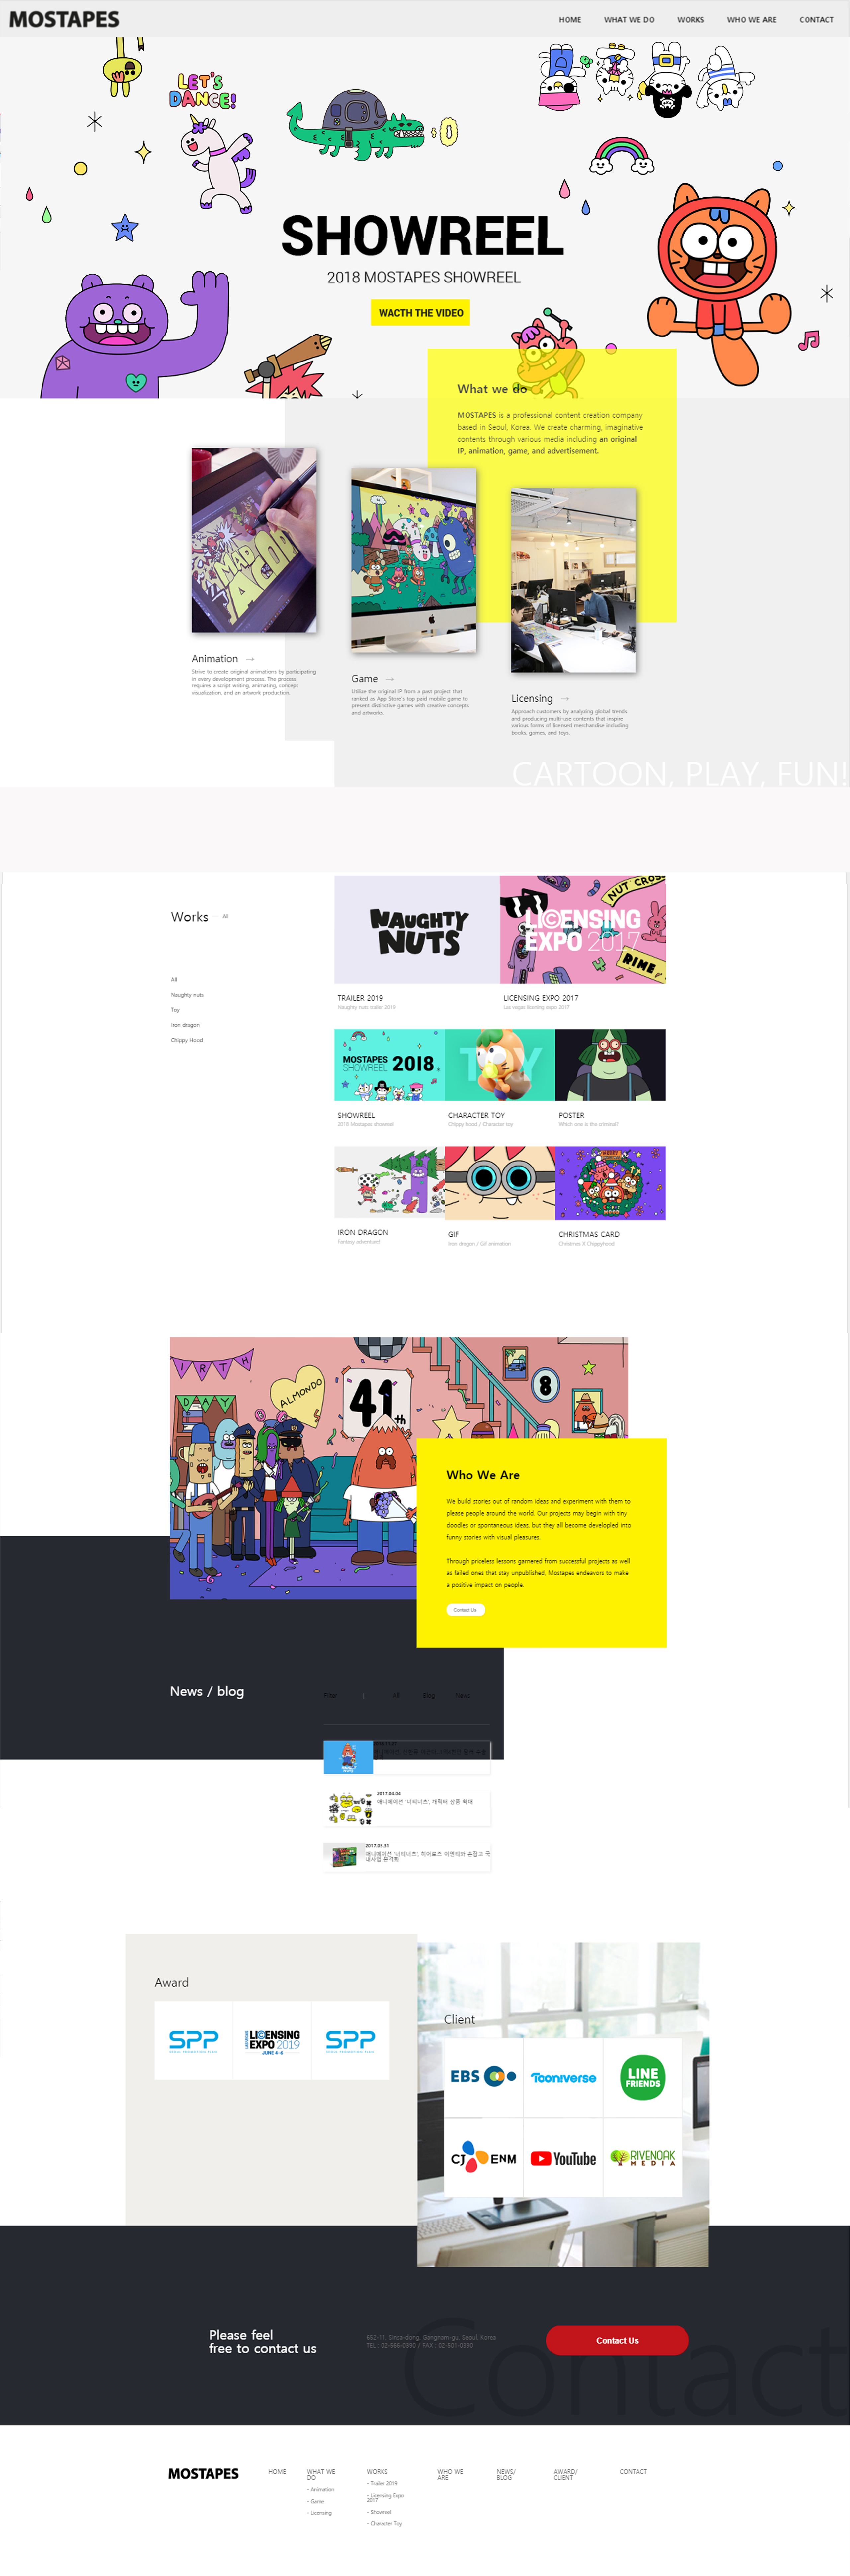 MOSTAPES
HOME WHAT WE DO WORKS WHO WE ARE CONTACT
LET'S
DANCE!
SHOWREEL
2018 MOSTAPES SHOWREEL
WACTH THE VIDEO
What we do
MOSTAPES is a professional content creation company
based in Seoul, Korea. We create charming, imaginative
contents through various media including an original
IP, animation, game, and advertisement.
Animation →
Strive to create original animations by participating
in every development process. The process
requires a script writing, animating, concept
visualization, and an artwork production.
Game →
Utilize the original IP from a past project that
ranked as App Store's top paid mobile game to
present distinctive games with creative concepts
and artworks.
Licensing →
Approach customers by analyzing global trends
and producing multi-use contents that inspire
various forms of licensed merchandise including
books, games, and toys.
CARTOON, PLAY, FUN!
Works All
All
Naughty nuts
Toy
Iron dragon
Chippy Hood
NAUGHTY
NUTS
NUT CROS
LICENSING
EXPO 2017
RIME
TRAILER 2019
Naughty nuts trailer 2019
LICENSING EXPO 2017
Las vegas licensing expo 2017
MOSTAPES
SHOWREEL 2018
TOY
SHOWREEL
2018 Mostapes showreel
CHARACTER TOY
Chippy hood / Character toy
POSTER
Which one is the criminal?
IRON DRAGON
Fantasy adventure!
GIF
Iron dragon / Gif animation
CHRISTMAS CARD
Christmas X Chippyhood
IRTH
DAY
ALMONDO
41th
8
Who We Are
We build stories out of random ideas and experiment with them to
please people around the world. Our projects may begin with tiny
doodles or spontaneous ideas, but they all become developled into
funny stories with visual pleasures.
Through priceless lessons garnered from successful projects as well
as failed ones that stay unpublished, Mostapes endeavors to make
a positive impact on people.
Contact Us
News / blog
Filter | All Blog News
2017.04.04
애니메이션 '너티너츠', 캐릭터 상품 확대
2017.03.31
애니메이션 '너티너츠', 히어로즈 이엔티와 손잡고 국
내사업 본격화
Award
SPP
LICENSING
EXPO 2019
JUNE 4-6
SPP
Client
EBS
Tooniverse
LINE
FRIENDS
CJ ENM
YouTube
RIVENOAK
MEDIA
Please feel
free to contact us
652-11, Sinsa-dong, Gangnam-gu, Seoul, Korea
TEL : 02-566-0390 / FAX : 02-501-0390
Contact Us
Contact
MOSTAPES
HOME
WHAT WE
DO
- Animation
- Game
- Licensing
WORKS
- Trailer 2019
- Licensing Expo
2017
- Showreel
- Character Toy
WHO WE
ARE
NEWS/
BLOG
AWARD/
CLIENT
CONTACT